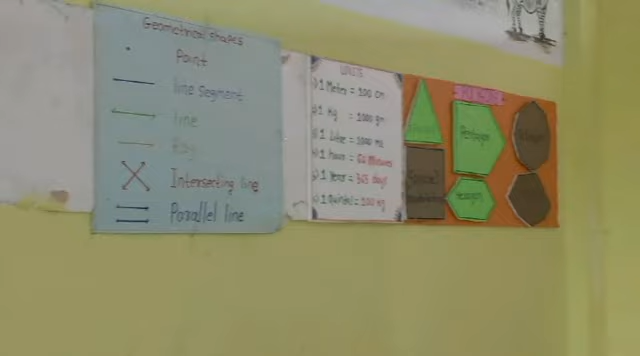 Geometrical shapes
Point
line segment
line
Ray
Intersecting line
Parallel line
UNITS
1 Metre = 100 cm
1 Kg = 1000 gm
1 Litre = 1000 ml
1 hour = 60 Minutes
1 Year = 365 days
1 Quintal = 100 kg
Pentagon
Hexagon